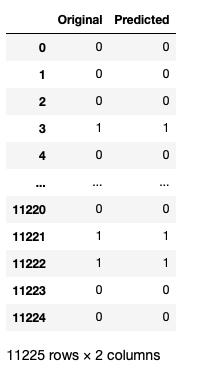 Original Predicted
0 0 0
1 0 0
2 0 0
3 1 1
4 0 0
... ... ...
11220 0 0
11221 1 1
11222 1 1
11223 0 0
11224 0 0
11225 rows × 2 columns